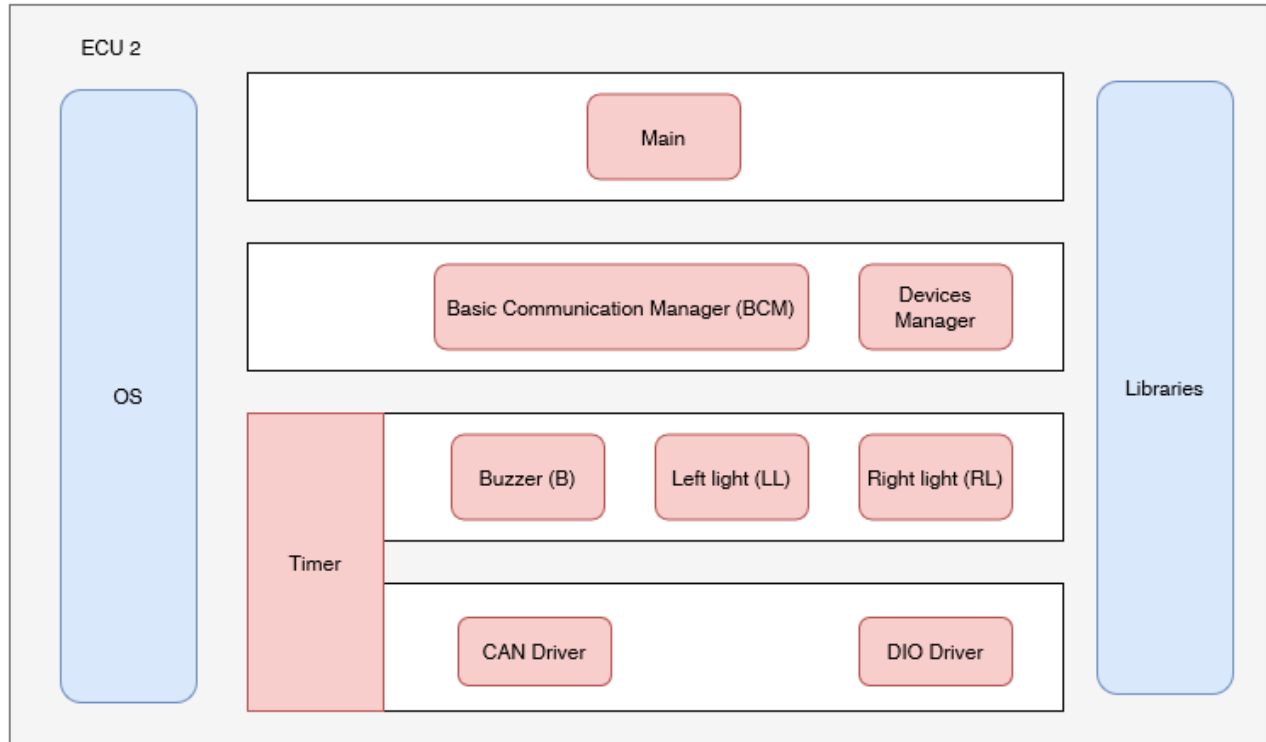 ECU 2
OS
Main
Libraries
Basic Communication Manager (BCM)
Devices
Manager
Timer
Buzzer (B)
Left light (LL)
Right light (RL)
CAN Driver
DIO Driver